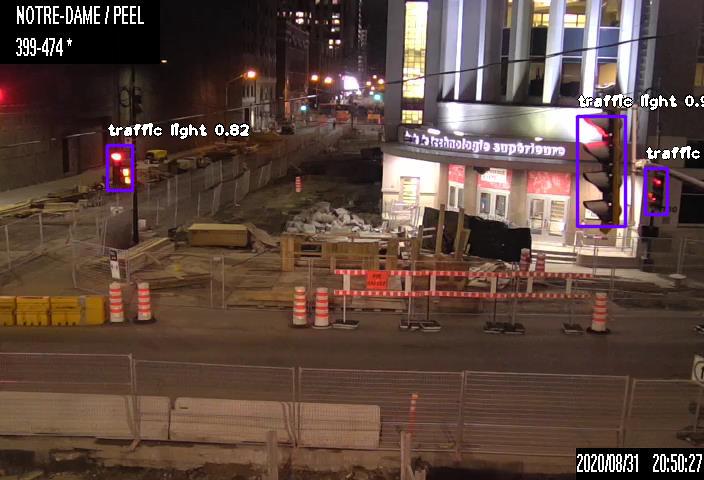 NOTRE-DAME / PEEL
399-474 *
traffic light 0.82
traffic light 0.9
traffic
technologie supérieure
2020/08/31 20:50:27